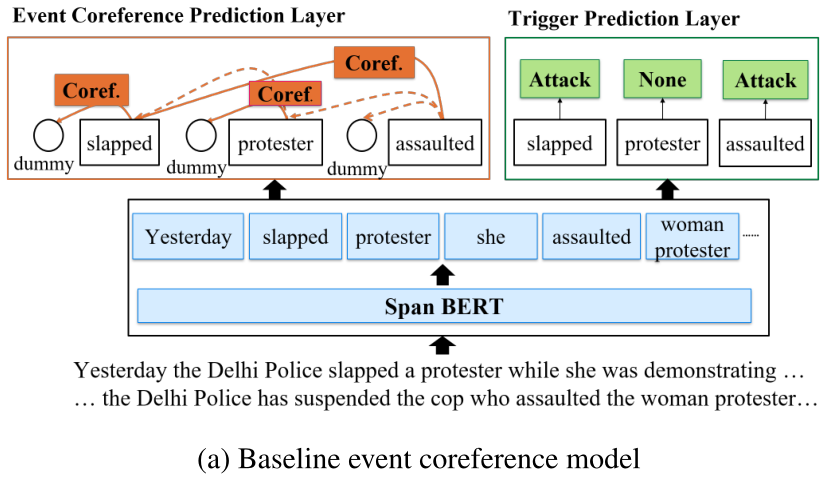 Event Coreference Prediction Layer
Trigger Prediction Layer
Coref.
Coref.
Coref.
dummy
slapped
dummy
protester
dummy
assaulted
Attack
None
Attack
slapped
protester
assaulted
Yesterday
slapped
protester
she
assaulted
woman
protester
......
Span BERT
Yesterday the Delhi Police slapped a protester while she was demonstrating …
… the Delhi Police has suspended the cop who assaulted the woman protester…
(a) Baseline event coreference model